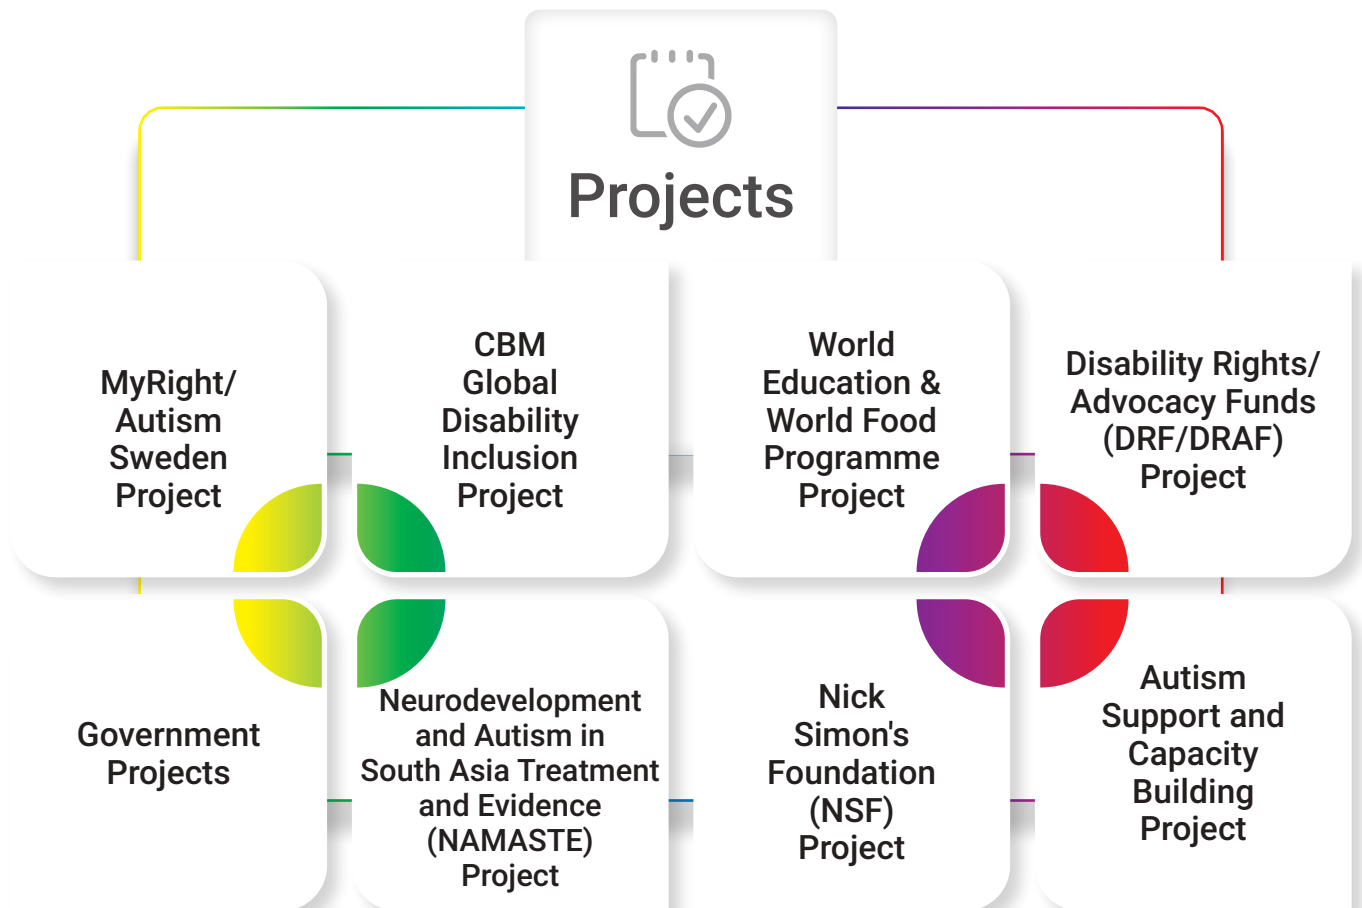 Projects
MyRight/
Autism
Sweden
Project
CBM
Global
Disability
Inclusion
Project
World
Education &
World Food
Programme
Project
Disability Rights/
Advocacy Funds
(DRF/DRAF)
Project
Government
Projects
Neurodevelopment
and Autism in
South Asia Treatment
and Evidence
(NAMASTE)
Project
Nick
Simon's
Foundation
(NSF)
Project
Autism
Support and
Capacity
Building
Project